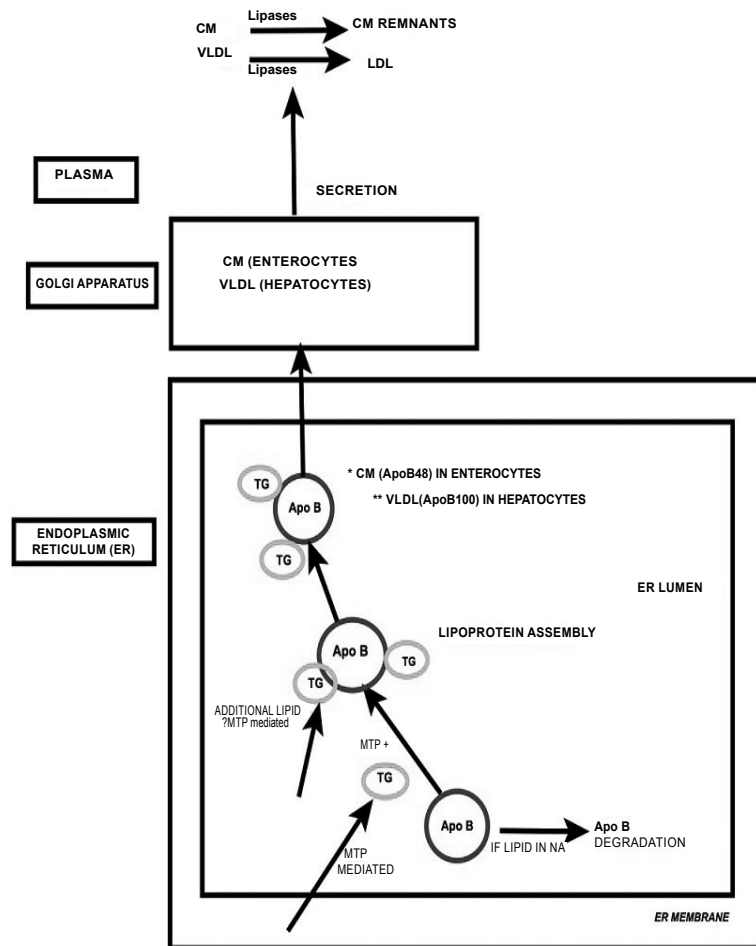 Lipases
CM
CM REMNANTS
VLDL
Lipases
LDL
PLASMA
SECRETION
CM (ENTEROCYTES
VLDL (HEPATOCYTES)
GOLGI APPARATUS
* CM (ApoB48) IN ENTEROCYTES
TG
Apo B
** VLDL(ApoB100) IN HEPATOCYTES
ENDOPLASMIC
RETICULUM (ER)
TG
ER LUMEN
LIPOPROTEIN ASSEMBLY
Apo B
TG
TG
ADDITIONAL LIPID
?MTP mediated
MTP +
TG
Apo B
Apo B
IF LIPID IN NA
DEGRADATION
MTP
MEDIATED
ER MEMBRANE